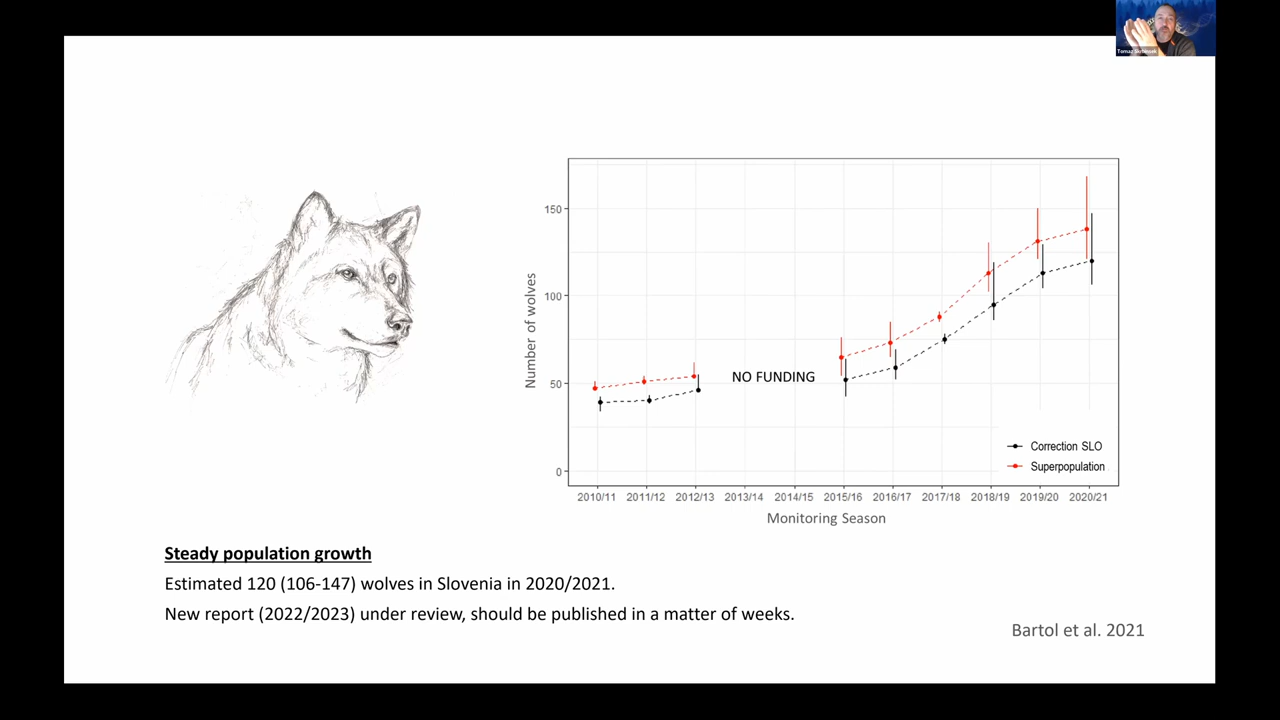 Number of wolves
150
100
50
0
NO FUNDING
Correction SLO
Superpopulation
2010/11 2011/12 2012/13 2013/14 2014/15 2015/16 2016/17 2017/18 2018/19 2019/20 2020/21
Monitoring Season
Steady population growth
Estimated 120 (106-147) wolves in Slovenia in 2020/2021.
New report (2022/2023) under review, should be published in a matter of weeks.
Bartol et al. 2021